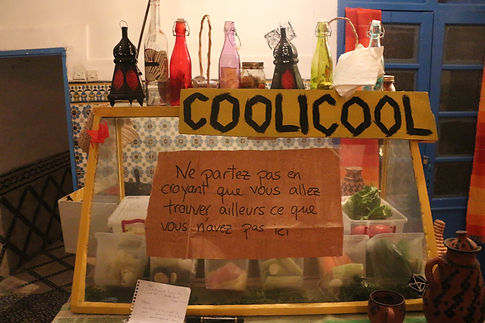 COOLICOOL
Ne partez pas en
croyant que vous allez
trouver ailleurs ce que
vous n'avez pas ici